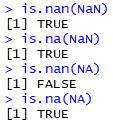 > is.nan(NaN)
[1] TRUE
> is.na(NaN)
[1] TRUE
> is.nan(NA)
[1] FALSE
> is.na(NA)
[1] TRUE